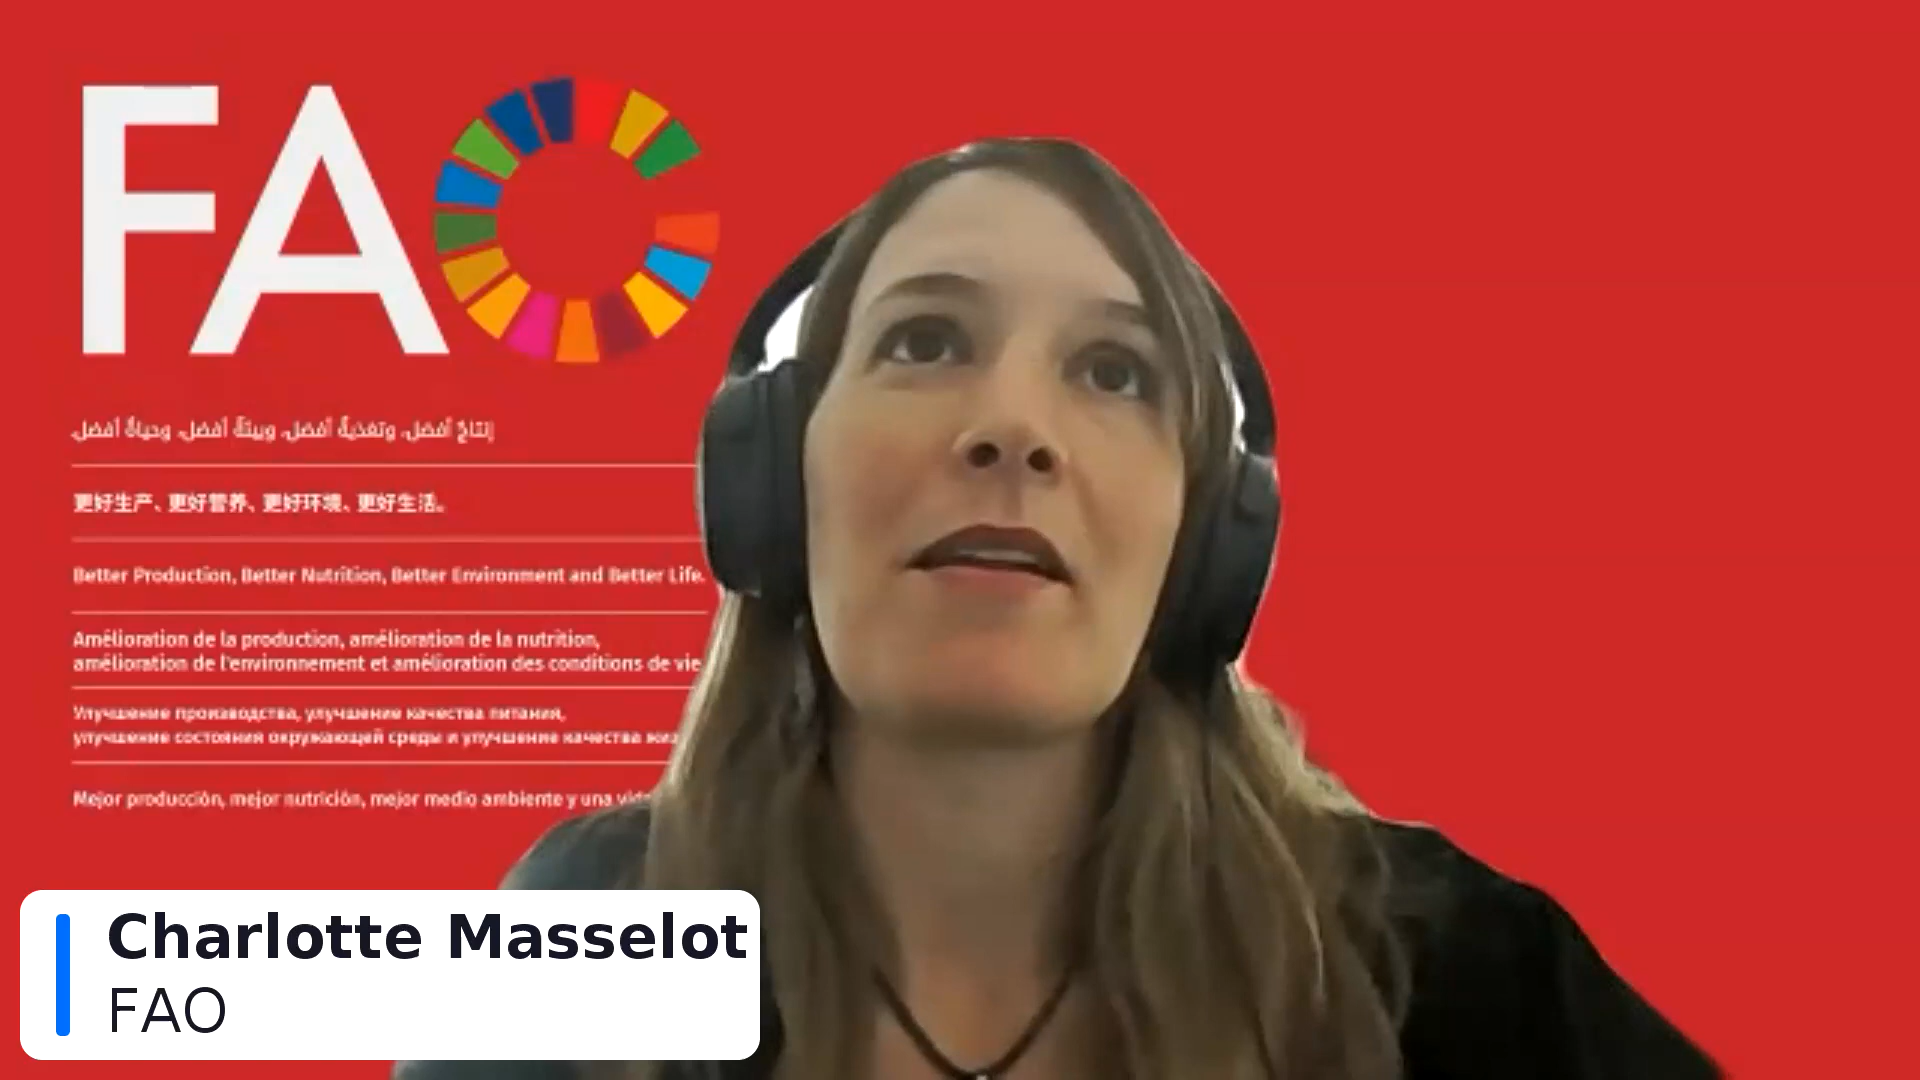 FAO
إنتاجٌ أفضل، وتغذيةٌ أفضل، وبيئةٌ أفضل، وحياةٌ أفضل.
更好生产、更好营养、更好环境、更好生活。
Better Production, Better Nutrition, Better Environment and Better Life.
Amélioration de la production, amélioration de la nutrition,
amélioration de l'environnement et amélioration des conditions de vie
Улучшение производства, улучшение качества питания,
улучшение состояния окружающей среды и улучшение качества
Mejor producción, mejor nutrición, mejor medio ambiente y una
Charlotte Masselot
FAO